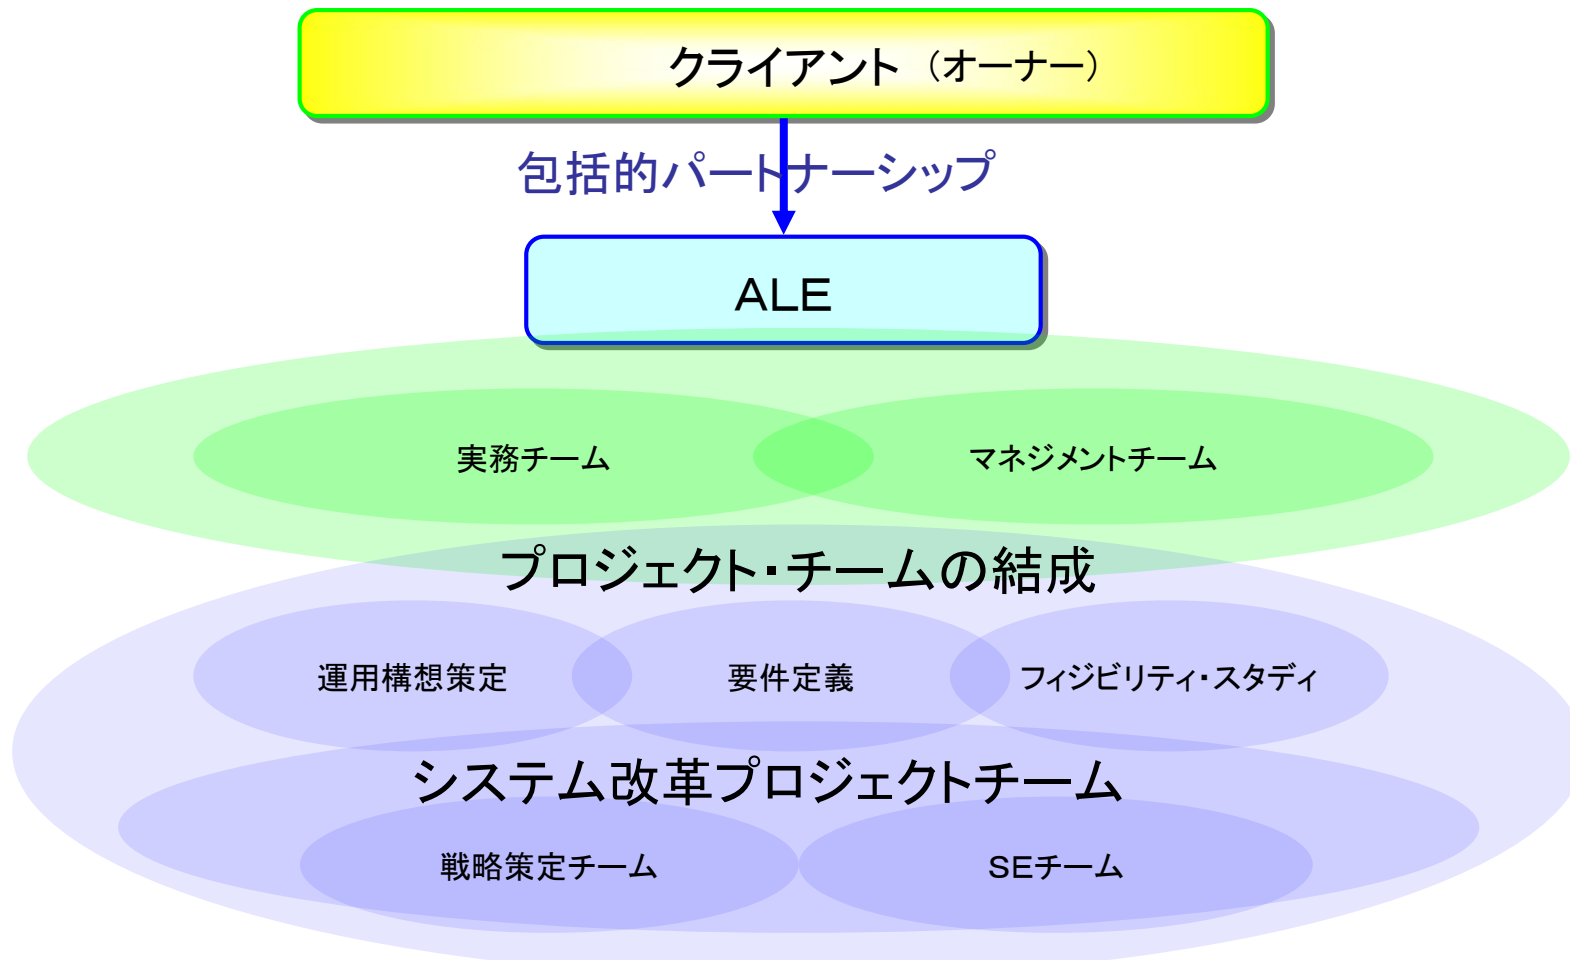 クライアント（オーナー）
包括的パートナーシップ
ＡＬＥ
実務チーム
マネジメントチーム
プロジェクト・チームの結成
運用構想策定
要件定義
フィジビリティ・スタディ
システム改革プロジェクトチーム
戦略策定チーム
SEチーム